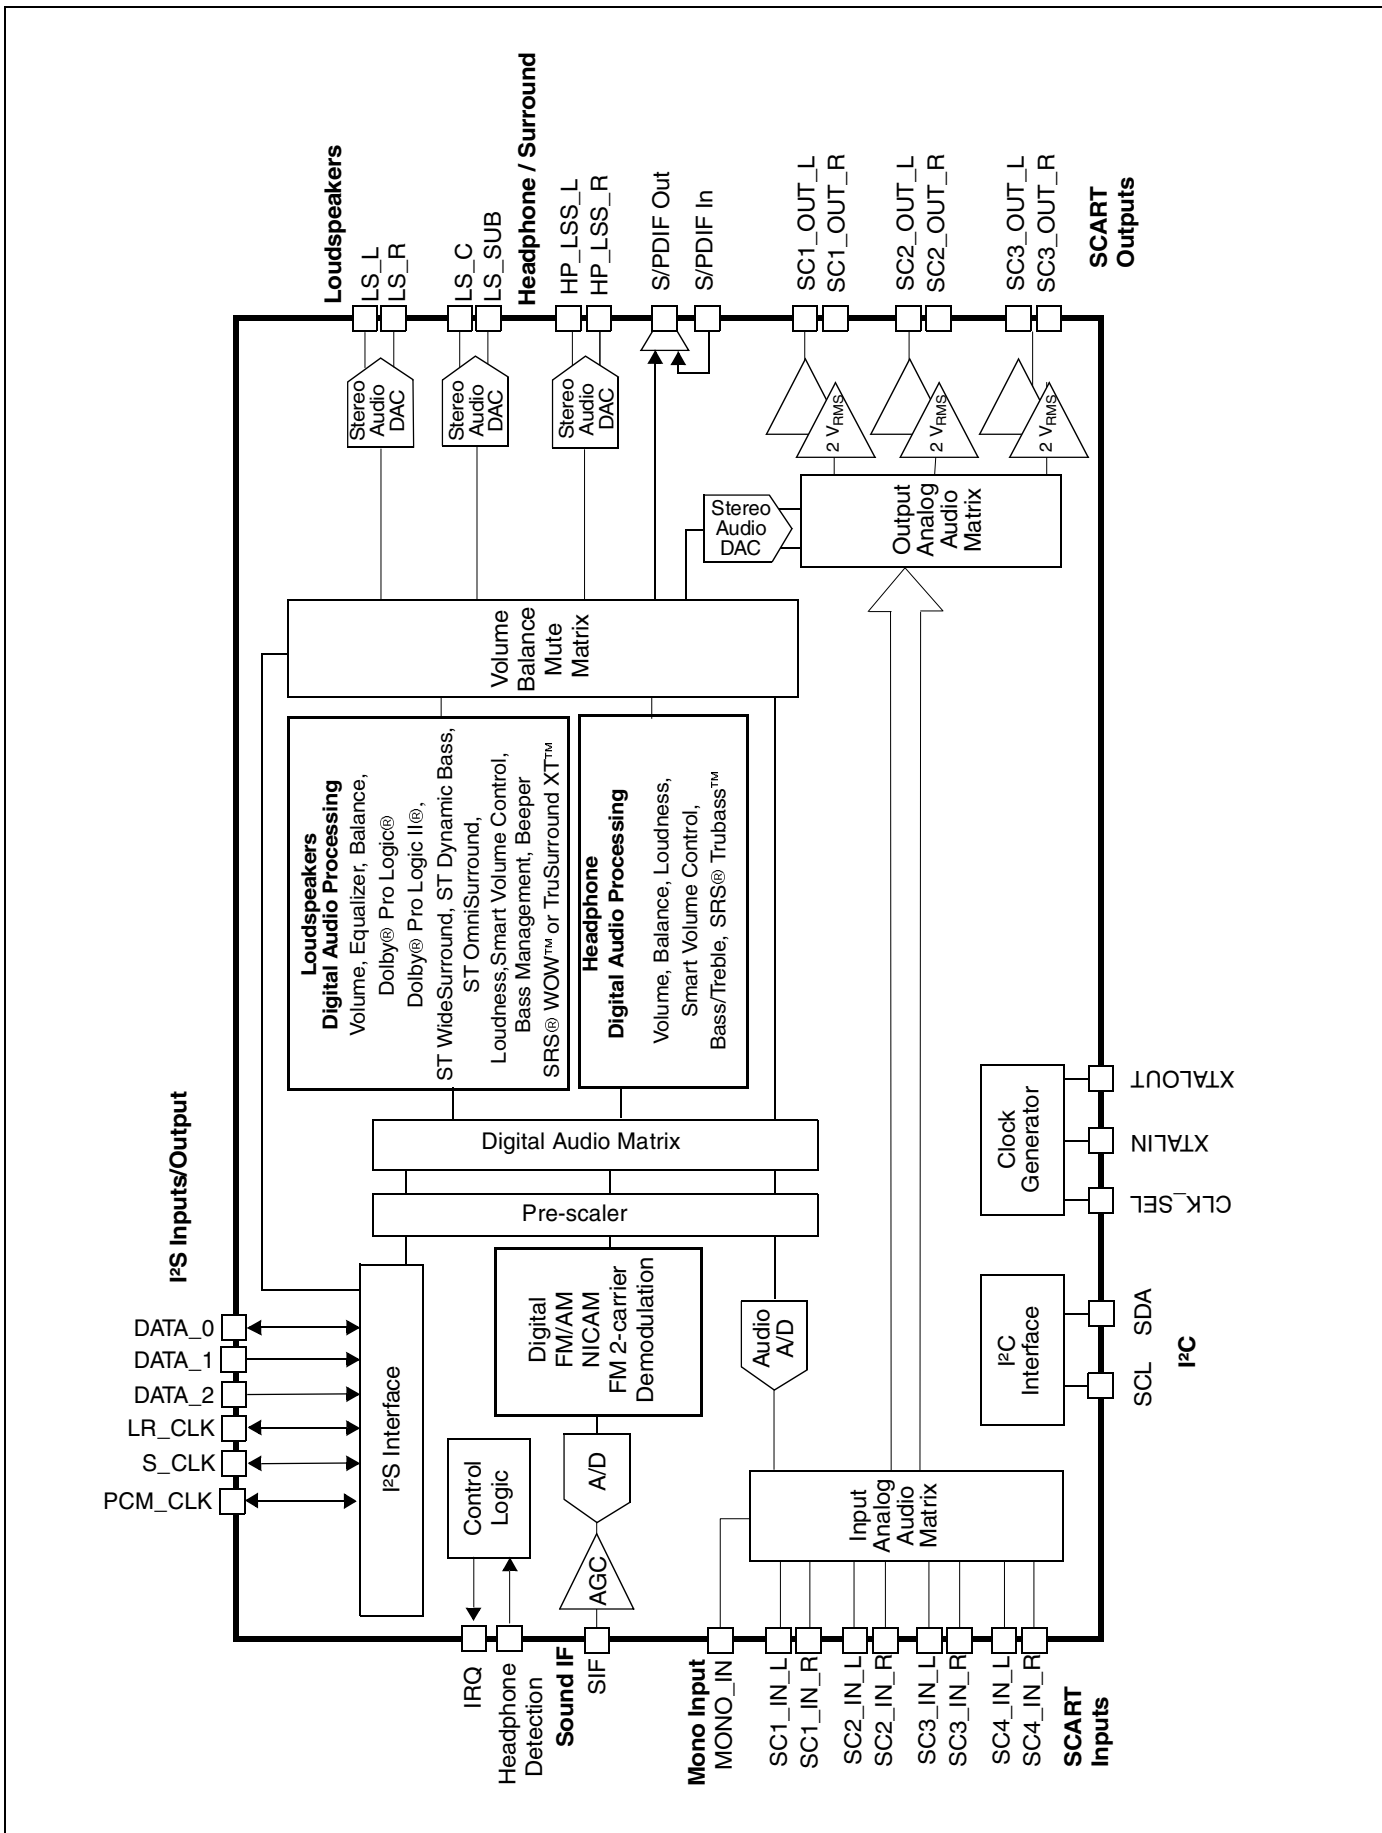 I²S Inputs/Output
DATA_0
DATA_1
DATA_2
LR_CLK
S_CLK
PCM_CLK
I²S Interface
IRQ
Headphone
Detection
Control
Logic
Sound IF
SIF
AGC
A/D
Digital
FM/AM
NICAM
FM 2-carrier
Demodulation
Pre-scaler
Digital Audio Matrix
Loudspeakers
Digital Audio Processing
Volume, Equalizer, Balance,
Dolby® Pro Logic®
Dolby® Pro Logic II®,
ST WideSurround, ST Dynamic Bass,
ST OmniSurround,
Loudness,Smart Volume Control,
Bass Management, Beeper
SRS® WOW™ or TruSurround XT™
Headphone
Digital Audio Processing
Volume, Balance, Loudness,
Smart Volume Control,
Bass/Treble, SRS® Trubass™
Volume
Balance
Mute
Matrix
Stereo
Audio
DAC
Stereo
Audio
DAC
Stereo
Audio
DAC
Loudspeakers
LS_L
LS_R
LS_C
LS_SUB
Headphone / Surround
HP_LSS_L
HP_LSS_R
S/PDIF Out
S/PDIF In
Mono Input
MONO_IN
SC1_IN_L
SC1_IN_R
SC2_IN_L
SC2_IN_R
SC3_IN_L
SC3_IN_R
SC4_IN_L
SC4_IN_R
SCART
Inputs
Input
Analog
Audio
Matrix
Audio
A/D
Stereo
Audio
DAC
Output
Analog
Audio
Matrix
2 VRMS
2 VRMS
2 VRMS
SC1_OUT_L
SC1_OUT_R
SC2_OUT_L
SC2_OUT_R
SC3_OUT_L
SC3_OUT_R
SCART
Outputs
I²C
Interface
SCL
SDA
I²C
Clock
Generator
CLK_SEL
XTALIN
XTALOUT